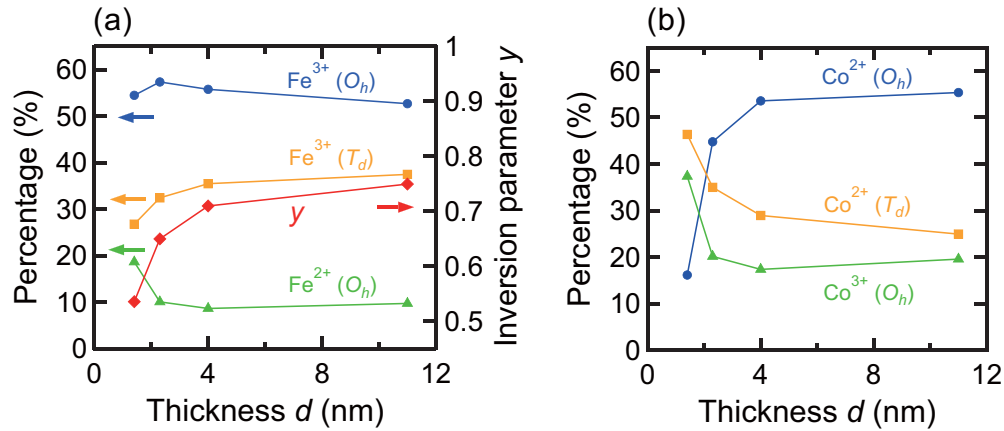 (a)
Percentage (%)
60
50
40
30
20
10
0
Fe³⁺ (Oₕ)
Fe³⁺ (T_d)
y
Fe²⁺ (Oₕ)
1
0.9
0.8
0.7
0.6
0.5
Inversion parameter y
0 4 8 12
Thickness d (nm)
(b)
Percentage (%)
60
50
40
30
20
10
0
Co²⁺ (Oₕ)
Co²⁺ (T_d)
Co³⁺ (Oₕ)
0 4 8 12
Thickness d (nm)